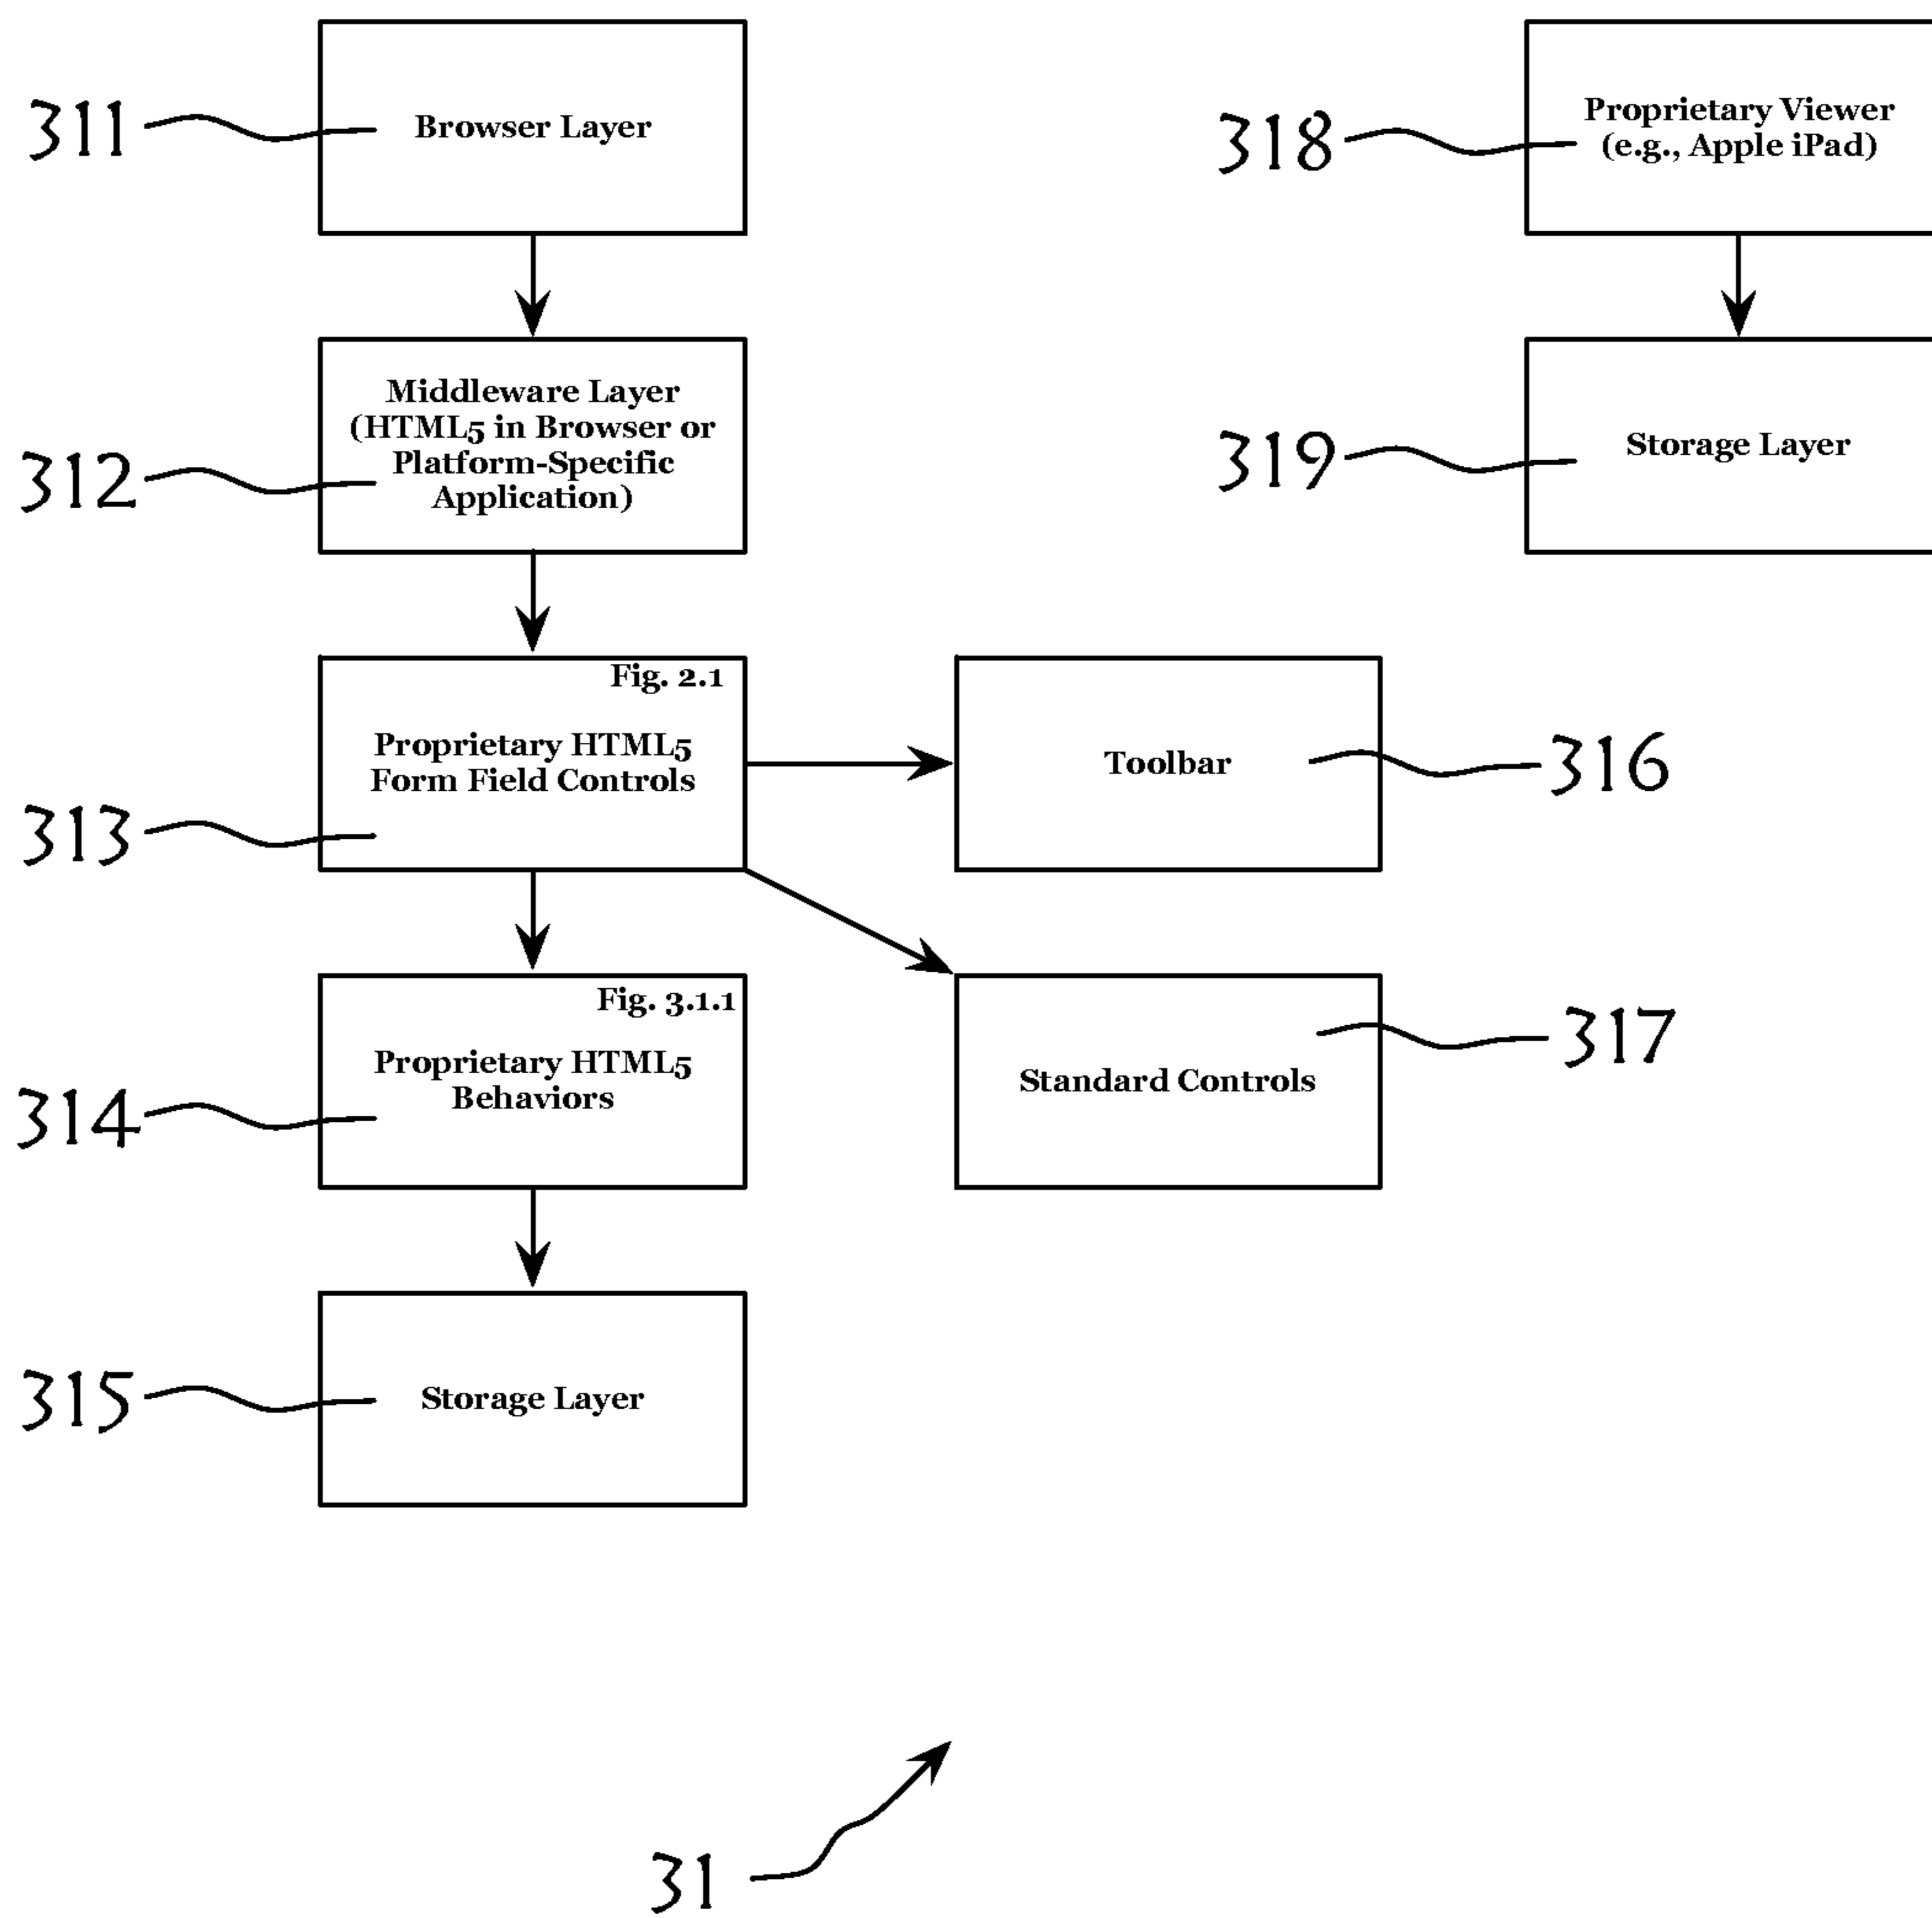 311
Browser Layer
318
Proprietary Viewer
(e.g., Apple iPad)
312
Middleware Layer
(HTML5 in Browser or
Platform-Specific
Application)
319
Storage Layer
313
Fig. 2.1
Proprietary HTML5
Form Field Controls
Toolbar
316
314
Fig. 3.1.1
Proprietary HTML5
Behaviors
Standard Controls
317
315
Storage Layer
31